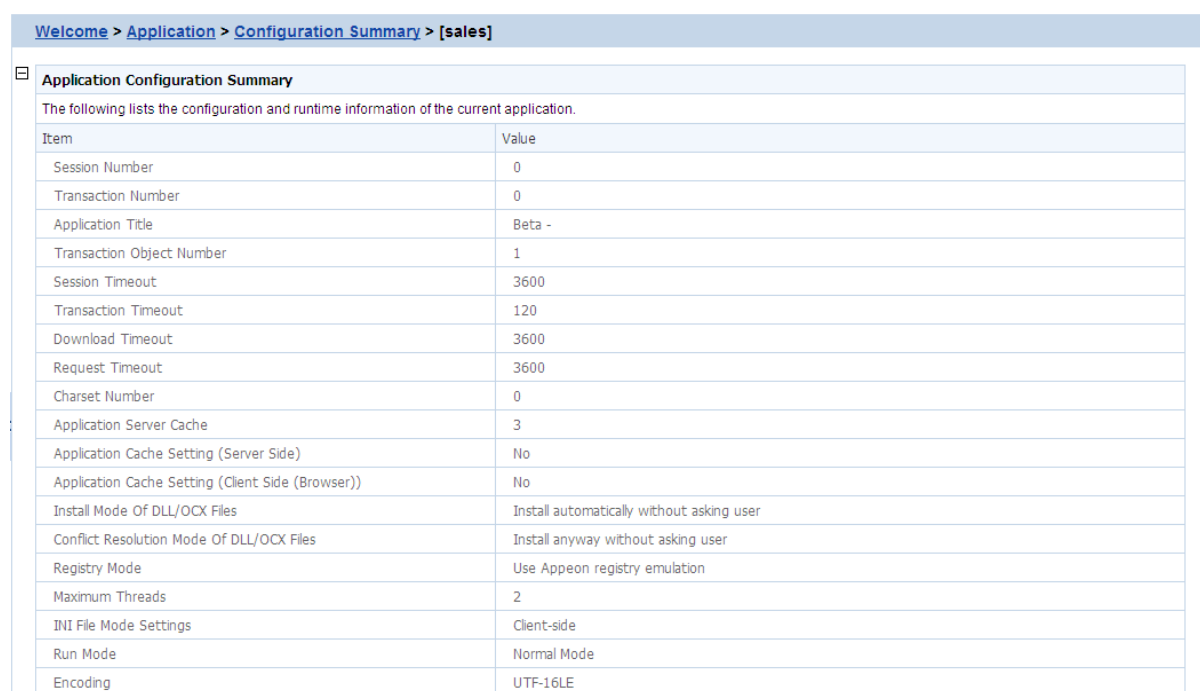 Welcome > Application > Configuration Summary > [sales]
Application Configuration Summary
The following lists the configuration and runtime information of the current application.
Item Value
Session Number 0
Transaction Number 0
Application Title Beta -
Transaction Object Number 1
Session Timeout 3600
Transaction Timeout 120
Download Timeout 3600
Request Timeout 3600
Charset Number 0
Application Server Cache 3
Application Cache Setting (Server Side) No
Application Cache Setting (Client Side (Browser)) No
Install Mode Of DLL/OCX Files Install automatically without asking user
Conflict Resolution Mode Of DLL/OCX Files Install anyway without asking user
Registry Mode Use Appeon registry emulation
Maximum Threads 2
INI File Mode Settings Client-side
Run Mode Normal Mode
Encoding UTF-16LE